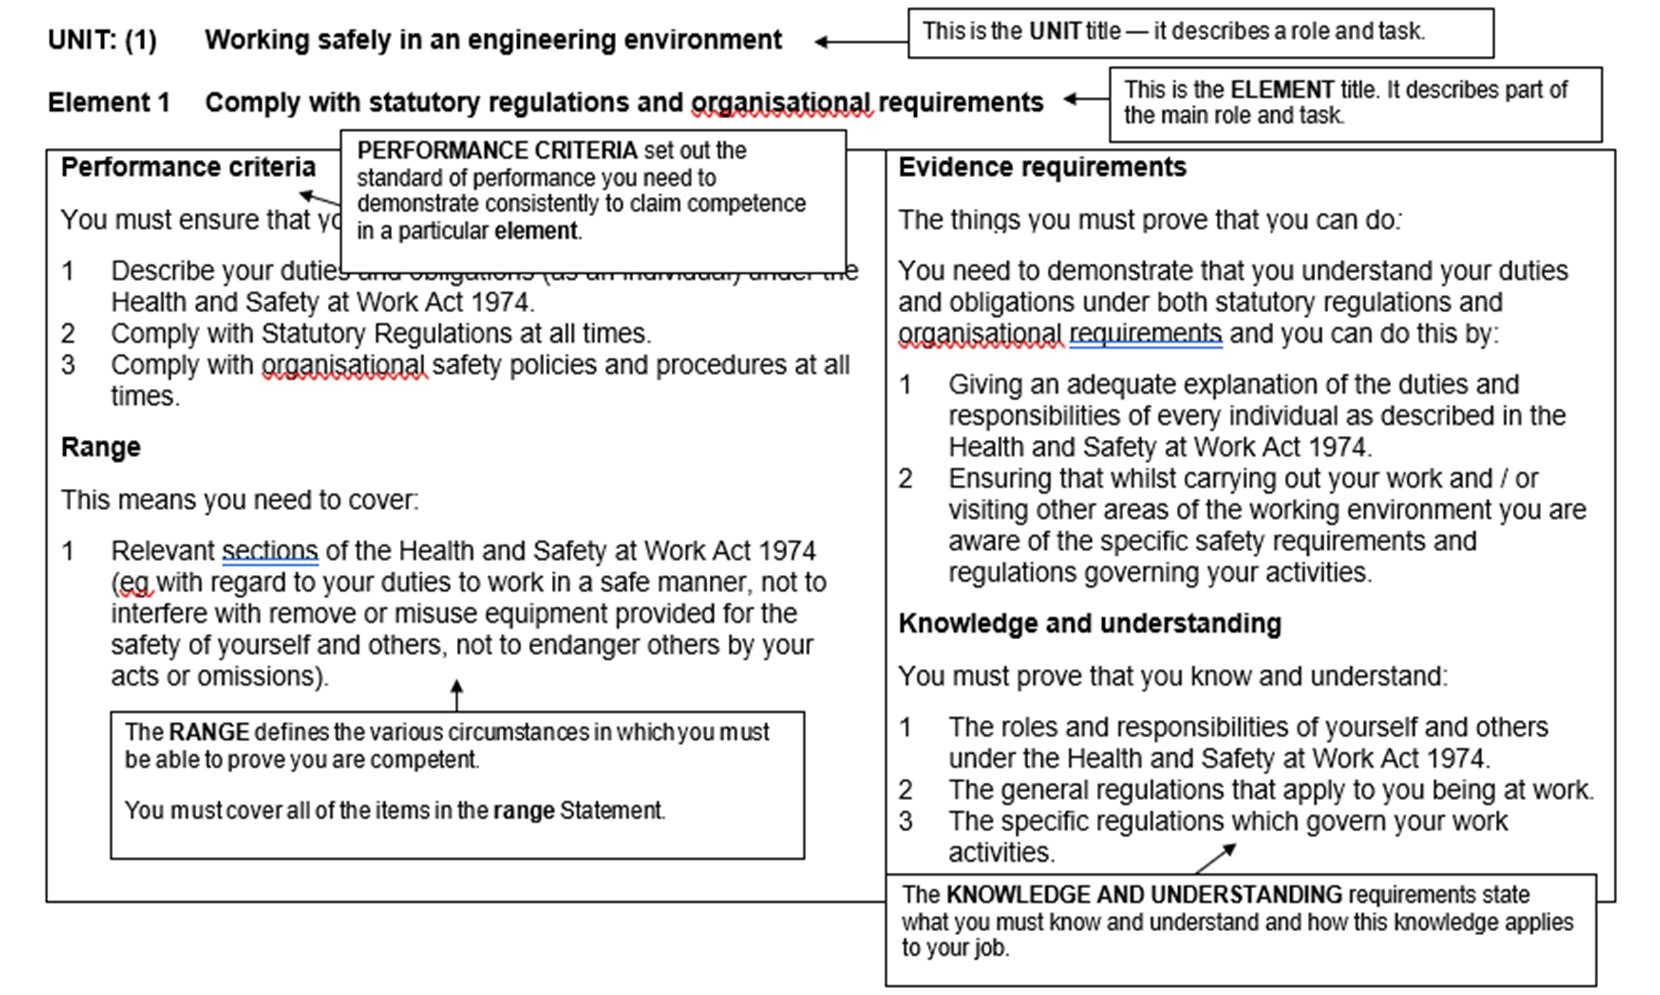 UNIT: (1) Working safely in an engineering environment
This is the UNIT title — it describes a role and task.
Element 1 Comply with statutory regulations and organisational requirements
This is the ELEMENT title. It describes part of
the main role and task.
Performance criteria
PERFORMANCE CRITERIA set out the
standard of performance you need to
demonstrate consistently to claim competence
in a particular element.
You must ensure that
1 Describe your duties and obligations (as an individual) under the
Health and Safety at Work Act 1974.
2 Comply with Statutory Regulations at all times.
3 Comply with organisational safety policies and procedures at all
times.
Range
This means you need to cover:
1 Relevant sections of the Health and Safety at Work Act 1974
(eg with regard to your duties to work in a safe manner, not to
interfere with remove or misuse equipment provided for the
safety of yourself and others, not to endanger others by your
acts or omissions).
The RANGE defines the various circumstances in which you must
be able to prove you are competent.
You must cover all of the items in the range Statement.
Evidence requirements
The things you must prove that you can do:
You need to demonstrate that you understand your duties
and obligations under both statutory regulations and
organisational requirements and you can do this by:
1 Giving an adequate explanation of the duties and
responsibilities of every individual as described in the
Health and Safety at Work Act 1974.
2 Ensuring that whilst carrying out your work and / or
visiting other areas of the working environment you are
aware of the specific safety requirements and
regulations governing your activities.
Knowledge and understanding
You must prove that you know and understand:
1 The roles and responsibilities of yourself and others
under the Health and Safety at Work Act 1974.
2 The general regulations that apply to you being at work.
3 The specific regulations which govern your work
activities.
The KNOWLEDGE AND UNDERSTANDING requirements state
what you must know and understand and how this knowledge applies
to your job.